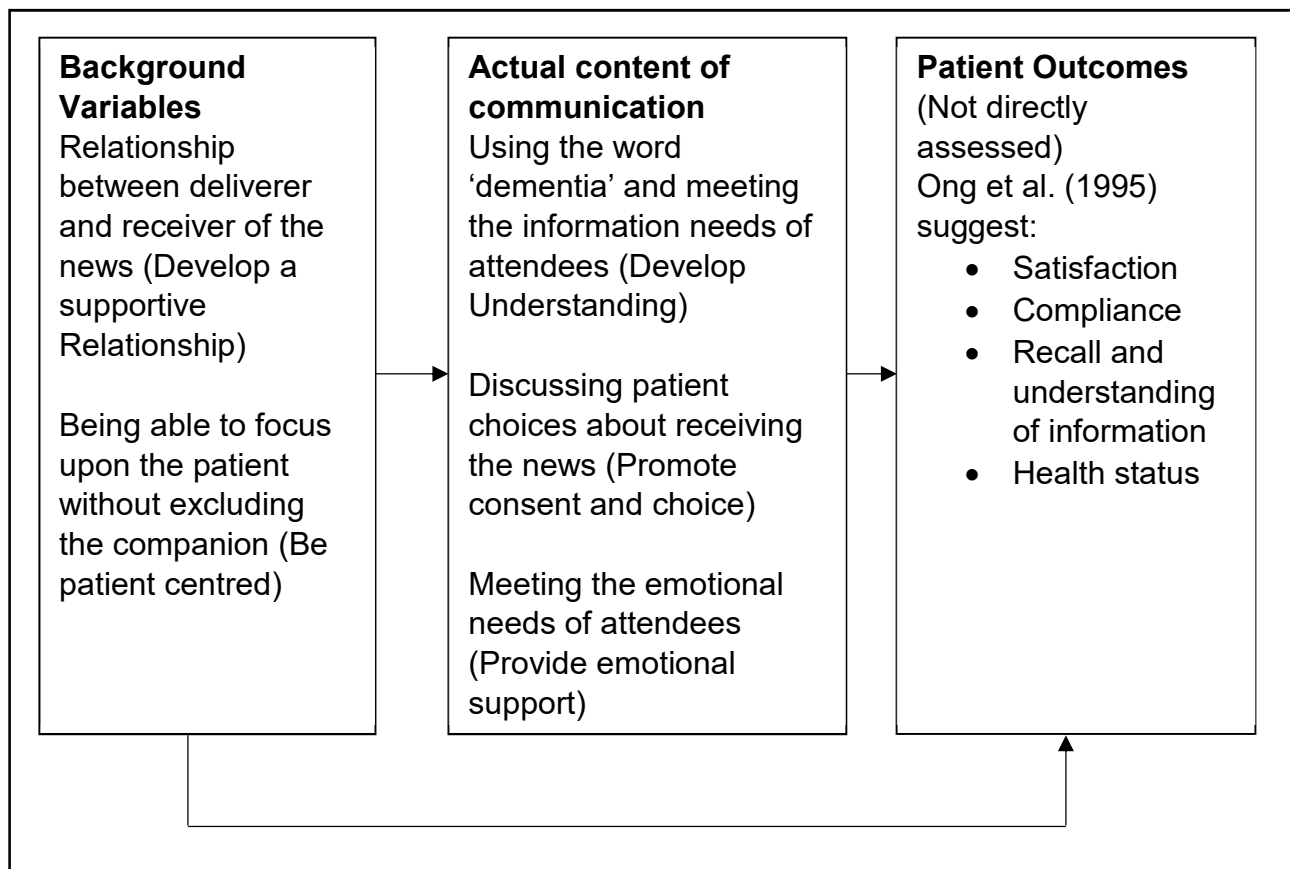 Background
Variables
Relationship
between deliverer
and receiver of the
news (Develop a
supportive
Relationship)
Being able to focus
upon the patient
without excluding
the companion (Be
patient centred)
Actual content of
communication
Using the word
‘dementia’ and meeting
the information needs of
attendees (Develop
Understanding)
Discussing patient
choices about receiving
the news (Promote
consent and choice)
Meeting the emotional
needs of attendees
(Provide emotional
support)
Patient Outcomes
(Not directly
assessed)
Ong et al. (1995)
suggest:
• Satisfaction
• Compliance
• Recall and
understanding
of information
• Health status